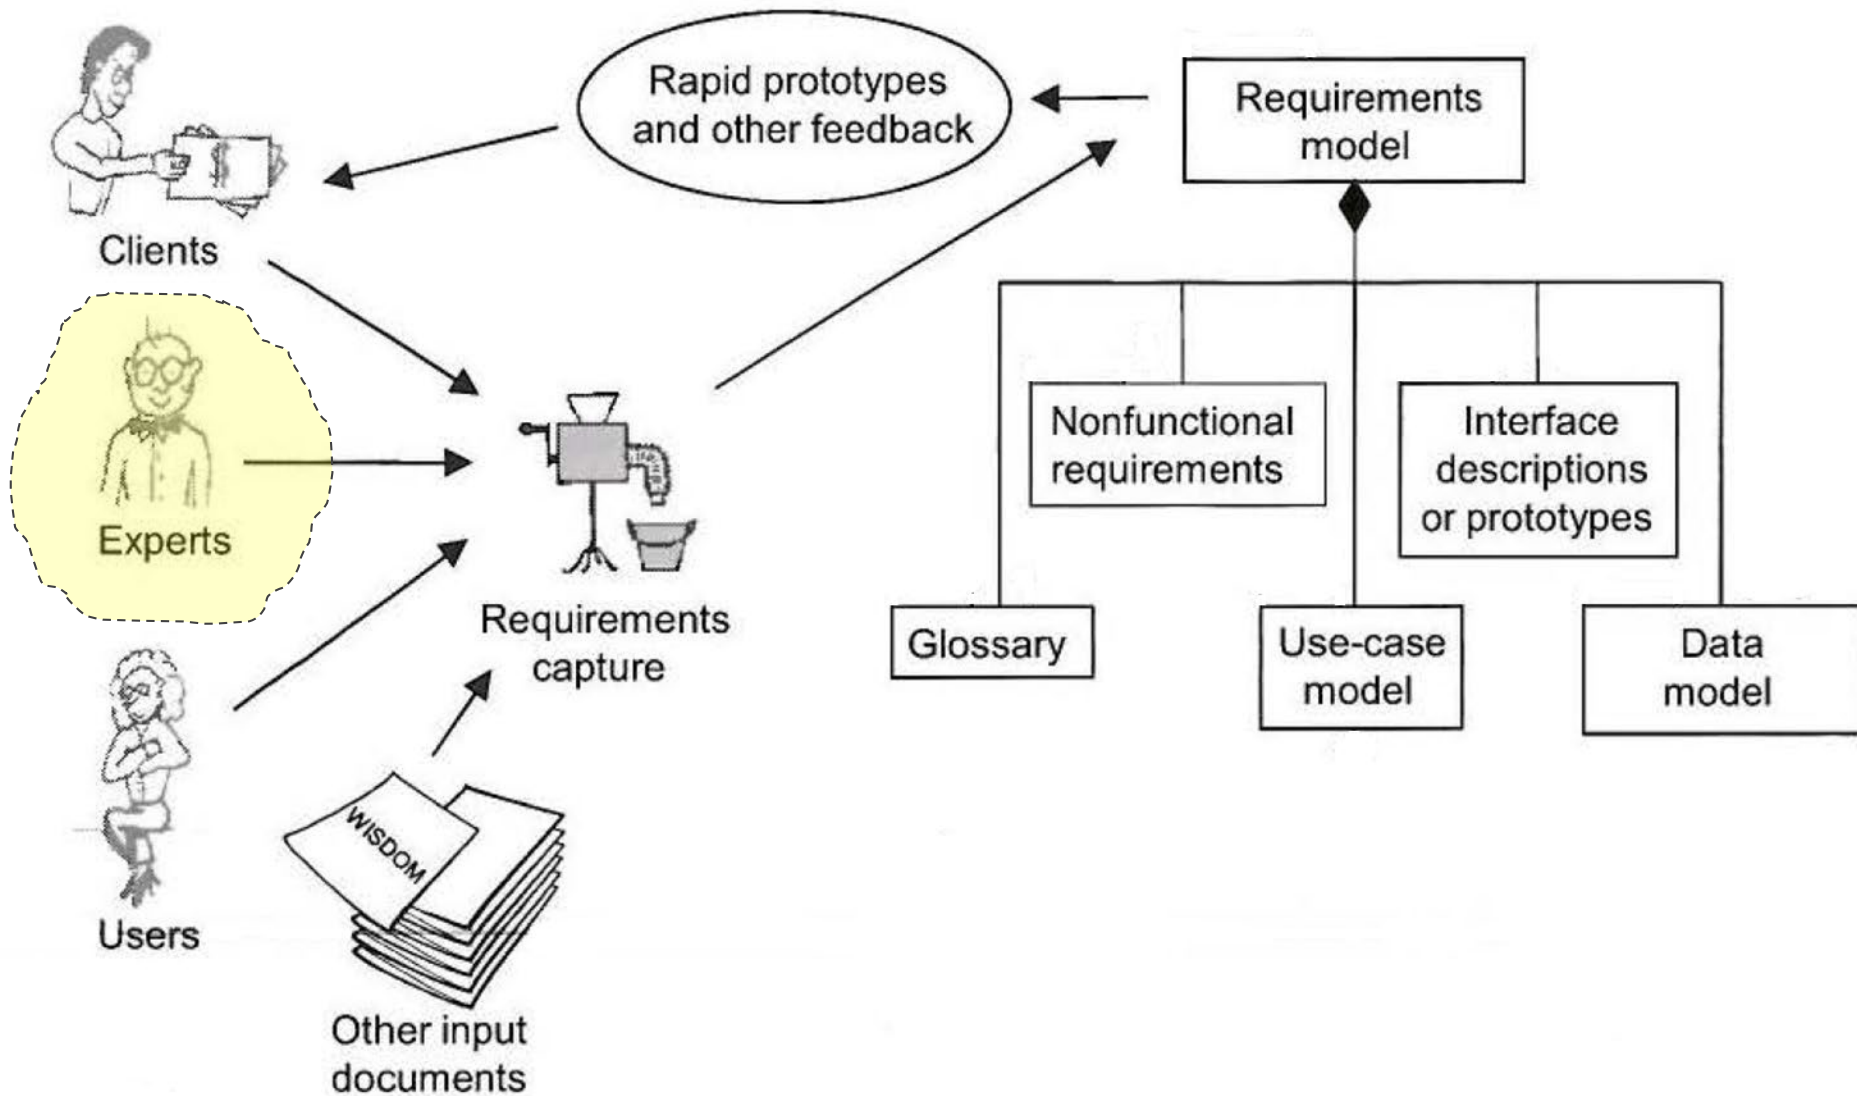 Rapid prototypes
and other feedback
Requirements
model
Clients
Experts
Nonfunctional
requirements
Interface
descriptions
or prototypes
Requirements
capture
Glossary
Use-case
model
Data
model
WISDOM
Users
Other input
documents